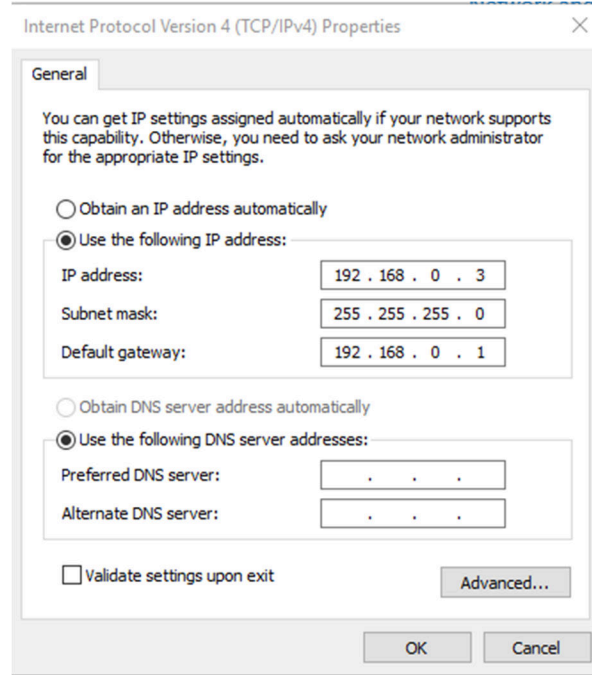 Internet Protocol Version 4 (TCP/IPv4) Properties
General
You can get IP settings assigned automatically if your network supports
this capability. Otherwise, you need to ask your network administrator
for the appropriate IP settings.
Obtain an IP address automatically
Use the following IP address:
IP address: 192 . 168 . 0 . 3
Subnet mask: 255 . 255 . 255 . 0
Default gateway: 192 . 168 . 0 . 1
Obtain DNS server address automatically
Use the following DNS server addresses:
Preferred DNS server: . . .
Alternate DNS server: . . .
Validate settings upon exit
Advanced...
OK Cancel